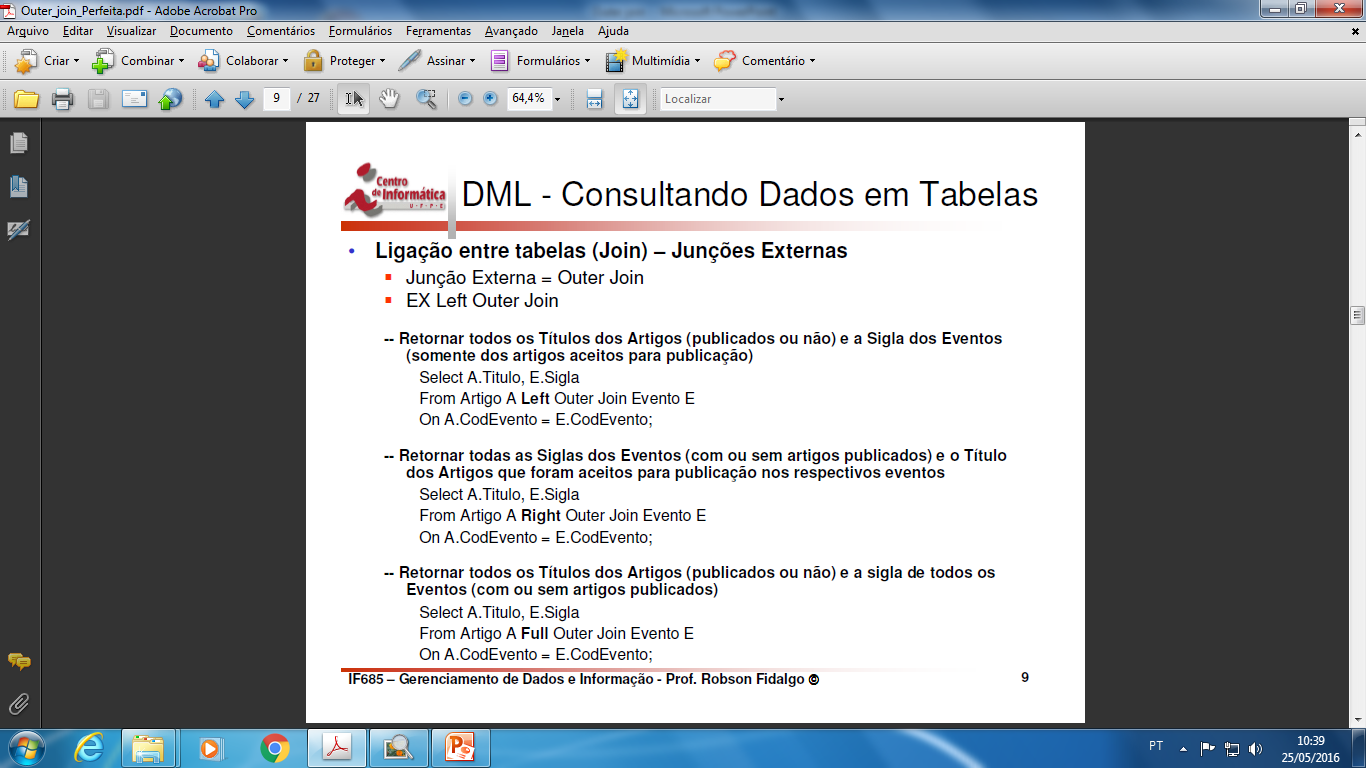 Outer_join_Perfeita.pdf - Adobe Acrobat Pro
Arquivo Editar Visualizar Documento Comentários Formulários Ferramentas Avançado Janela Ajuda
Criar Combinar Colaborar Proteger Assinar Formulários Multimídia Comentário
9 / 27 64,4% Localizar
Centro
de Informática
U F P E
DML - Consultando Dados em Tabelas
• Ligação entre tabelas (Join) – Junções Externas
Junção Externa = Outer Join
EX Left Outer Join
-- Retornar todos os Títulos dos Artigos (publicados ou não) e a Sigla dos Eventos
(somente dos artigos aceitos para publicação)
Select A.Titulo, E.Sigla
From Artigo A Left Outer Join Evento E
On A.CodEvento = E.CodEvento;
-- Retornar todas as Siglas dos Eventos (com ou sem artigos publicados) e o Título
dos Artigos que foram aceitos para publicação nos respectivos eventos
Select A.Titulo, E.Sigla
From Artigo A Right Outer Join Evento E
On A.CodEvento = E.CodEvento;
-- Retornar todos os Títulos dos Artigos (publicados ou não) e a sigla de todos os
Eventos (com ou sem artigos publicados)
Select A.Titulo, E.Sigla
From Artigo A Full Outer Join Evento E
On A.CodEvento = E.CodEvento;
IF685 – Gerenciamento de Dados e Informação - Prof. Robson Fidalgo © 9
PT 10:39
25/05/2016